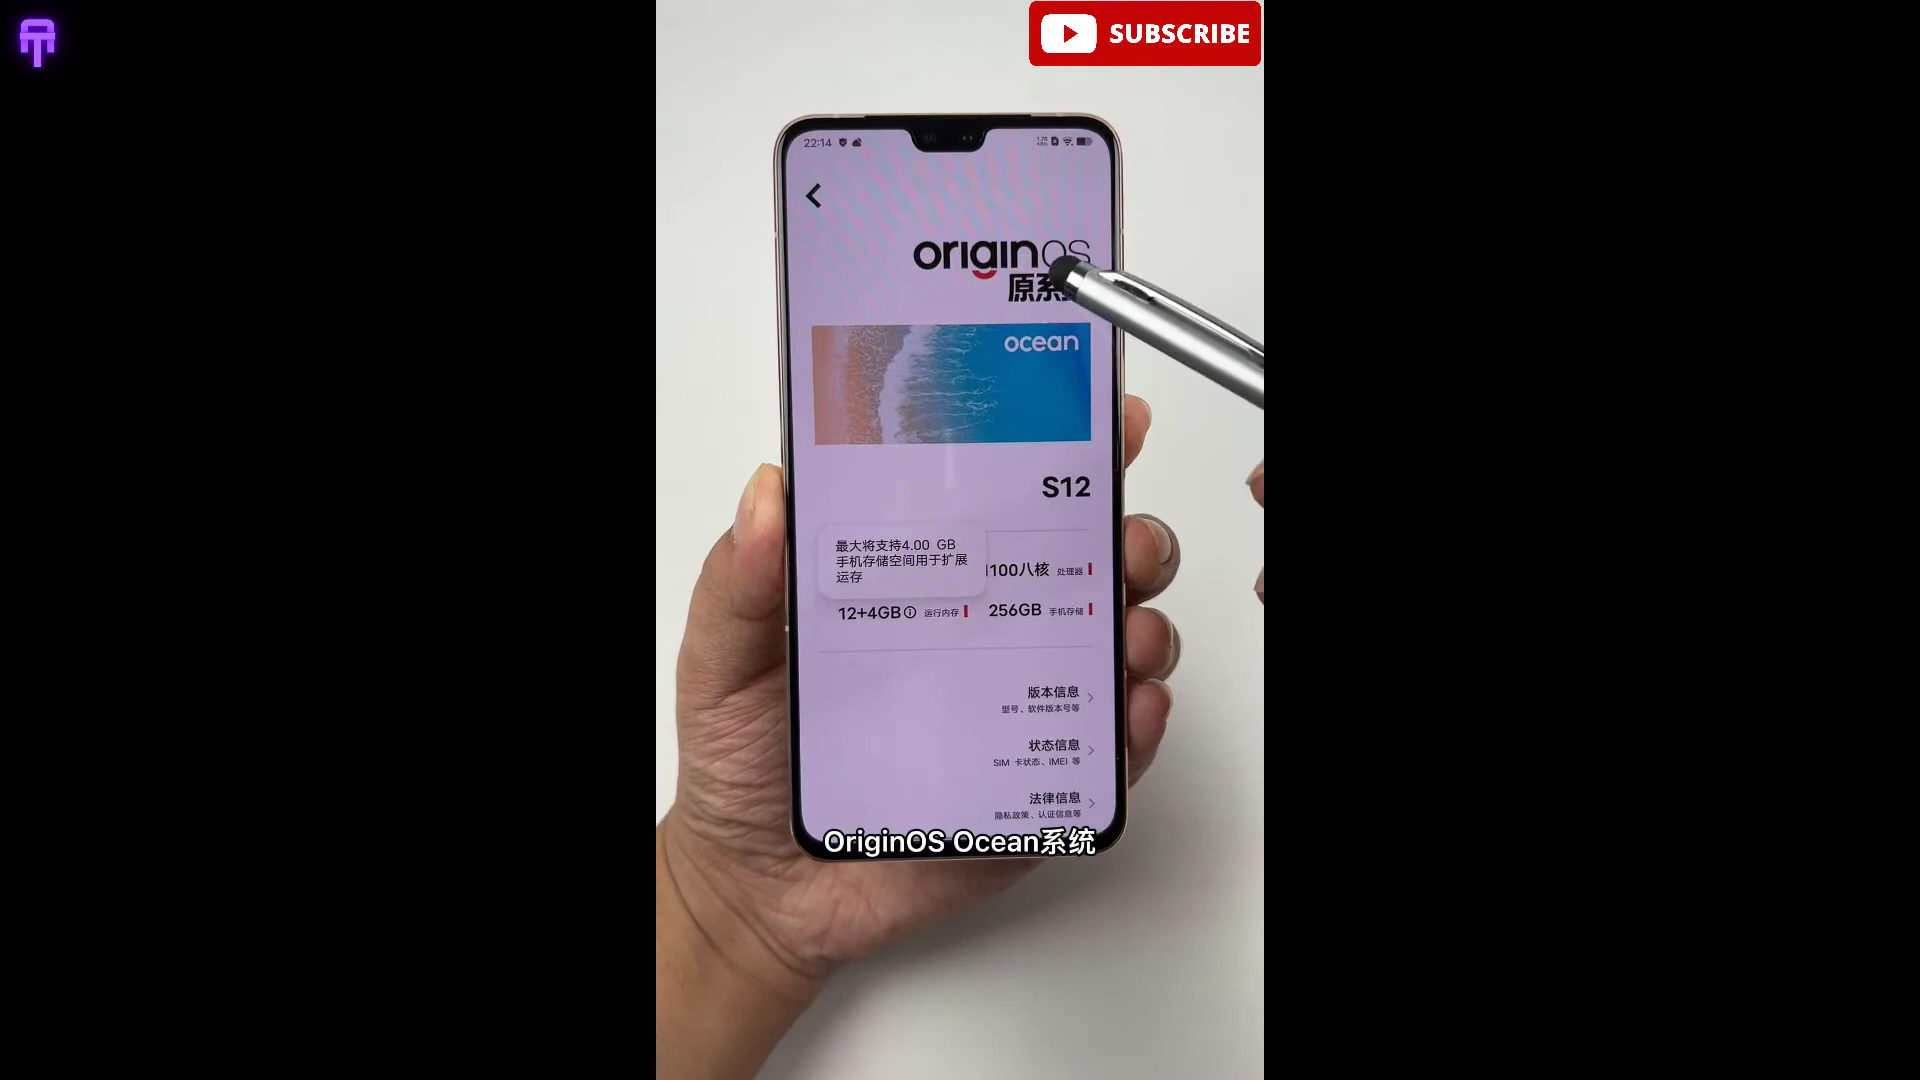 SUBSCRIBE
22:14
originOS
原系
ocean
S12
最大将支持4.00 GB
手机存储空间用于扩展
运存
1100八核 处理器
12+4GB 运行内存 256GB 手机存储
版本信息
型号、软件版本号等
状态信息
SIM 卡状态、IMEI 等
法律信息
隐私政策、认证信息等
OriginOS Ocean系统